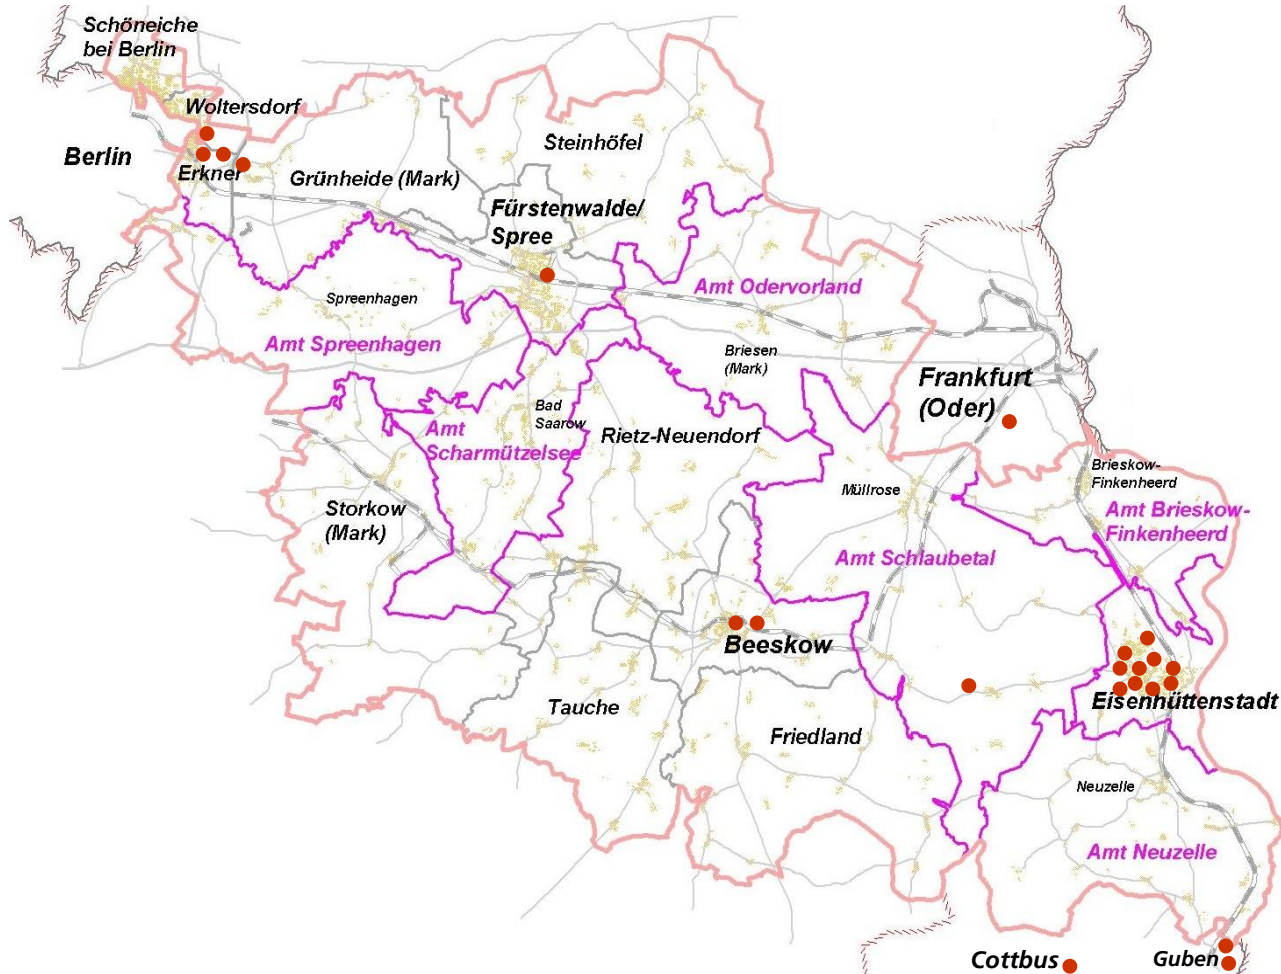 Schöneiche
bei Berlin
Woltersdorf
Berlin
Erkner
Grünheide (Mark)
Steinhöfel
Fürstenwalde/
Spree
Spreenhagen
Amt Spreenhagen
Amt Odervorland
Briesen
(Mark)
Frankfurt
(Oder)
Bad
Saarow
Amt
Scharmützelsee
Rietz-Neuendorf
Storkow
(Mark)
Müllrose
Brieskow-
Finkenheerd
Amt Brieskow-
Finkenheerd
Amt Schlaubetal
Beeskow
Tauche
Friedland
Eisenhüttenstadt
Neuzelle
Amt Neuzelle
Cottbus
Guben